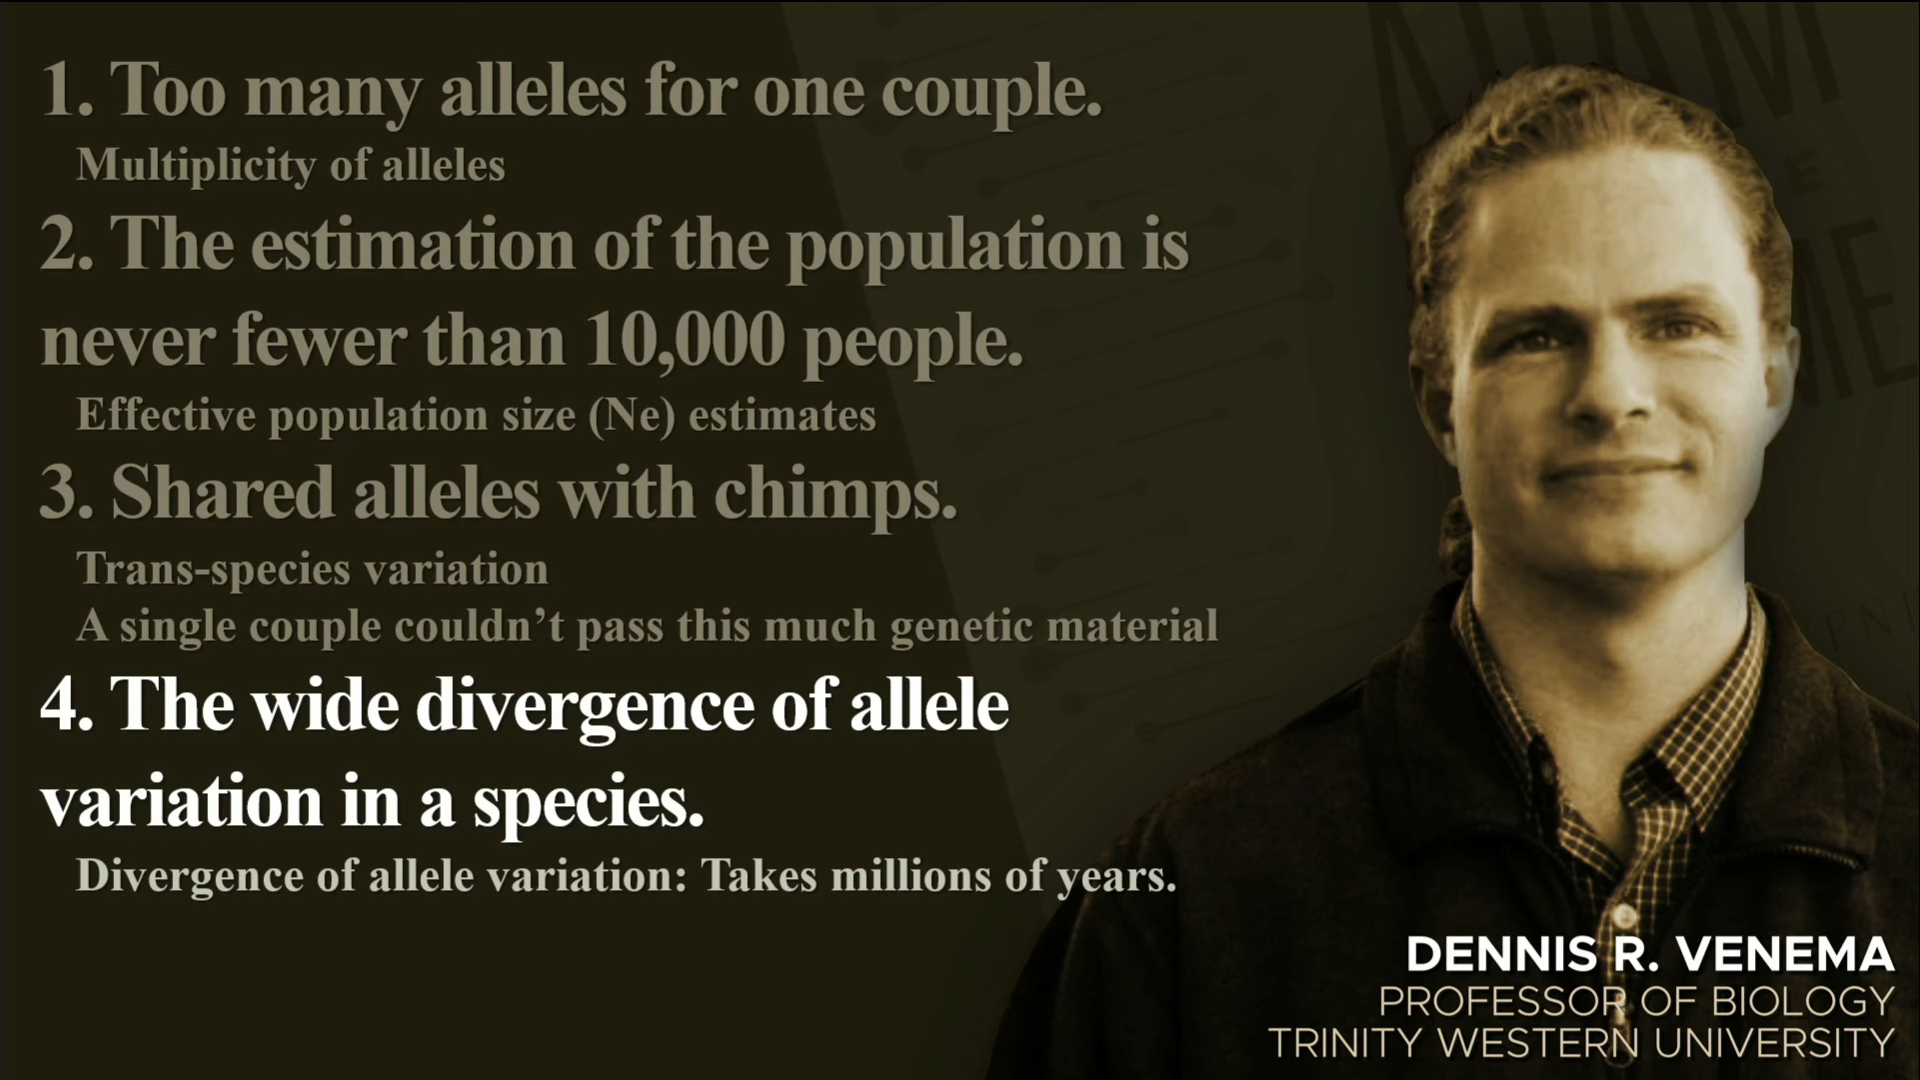 1. Too many alleles for one couple.
Multiplicity of alleles
2. The estimation of the population is
never fewer than 10,000 people.
Effective population size (Ne) estimates
3. Shared alleles with chimps.
Trans-species variation
A single couple couldn’t pass this much genetic material
4. The wide divergence of allele
variation in a species.
Divergence of allele variation: Takes millions of years.
ADAM
DENNIS R. VENEMA
PROFESSOR OF BIOLOGY
TRINITY WESTERN UNIVERSITY